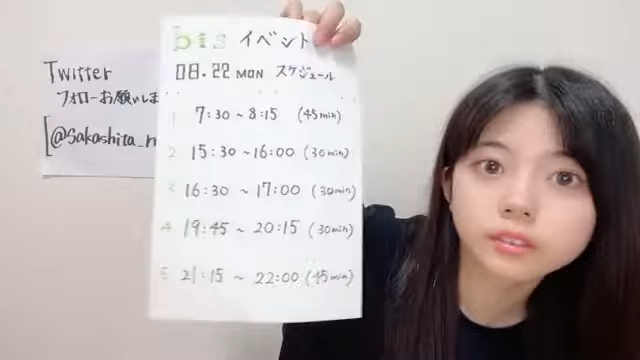 Twitter
フォローお願いしま
[@sakashita_n
bis イベント
08.22 MON スケジュール
1 7:30 ~ 8:15 (45min)
2 15:30 ~ 16:00 (30min)
3 16:30 ~ 17:00 (30min)
4 19:45 ~ 20:15 (30min)
5 21:15 ~ 22:00 (45min)